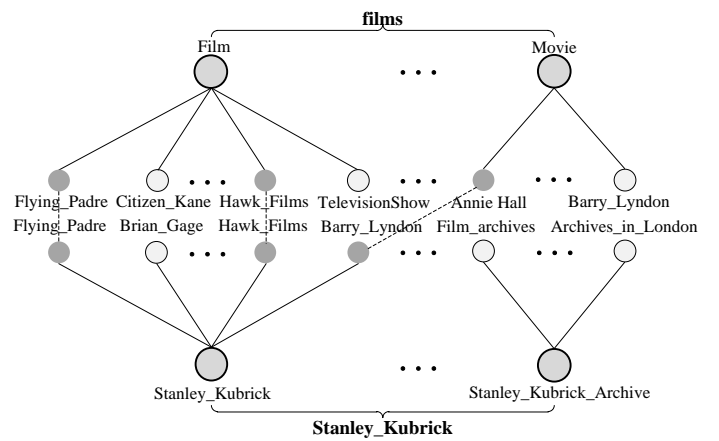 films
Film Movie
Flying_Padre Citizen_Kane Hawk_Films TelevisionShow Annie Hall Barry_Lyndon
Flying_Padre Brian_Gage Hawk_Films Barry_Lyndon Film_archives Archives_in_London
Stanley_Kubrick Stanley_Kubrick_Archive
Stanley_Kubrick